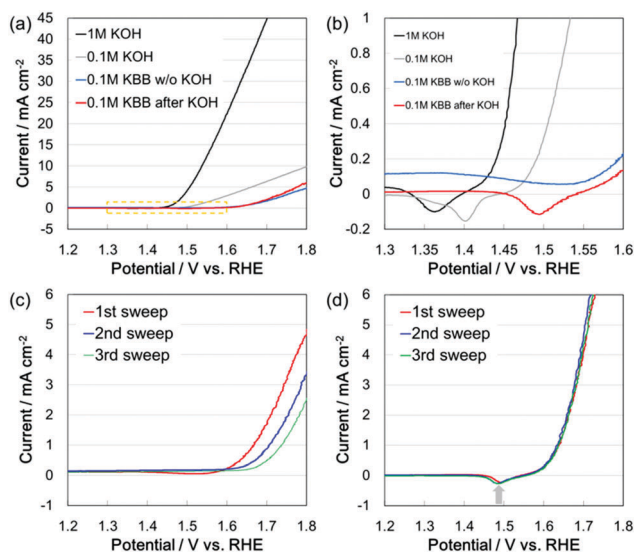 (a)
45
40
35
30
25
20
15
10
5
0
-5
Current / mA cm-2
1M KOH
0.1M KOH
0.1M KBB w/o KOH
0.1M KBB after KOH
1.2 1.3 1.4 1.5 1.6 1.7 1.8
Potential / V vs. RHE
(b)
1
0.8
0.6
0.4
0.2
0
-0.2
Current / mA cm-2
1M KOH
0.1M KOH
0.1M KBB w/o KOH
0.1M KBB after KOH
1.3 1.35 1.4 1.45 1.5 1.55 1.6
Potential / V vs. RHE
(c)
6
5
4
3
2
1
0
-1
Current / mA cm-2
1st sweep
2nd sweep
3rd sweep
1.2 1.3 1.4 1.5 1.6 1.7 1.8
Potential / V vs. RHE
(d)
6
5
4
3
2
1
0
-1
Current / mA cm-2
1st sweep
2nd sweep
3rd sweep
1.2 1.3 1.4 1.5 1.6 1.7 1.8
Potential / V vs. RHE